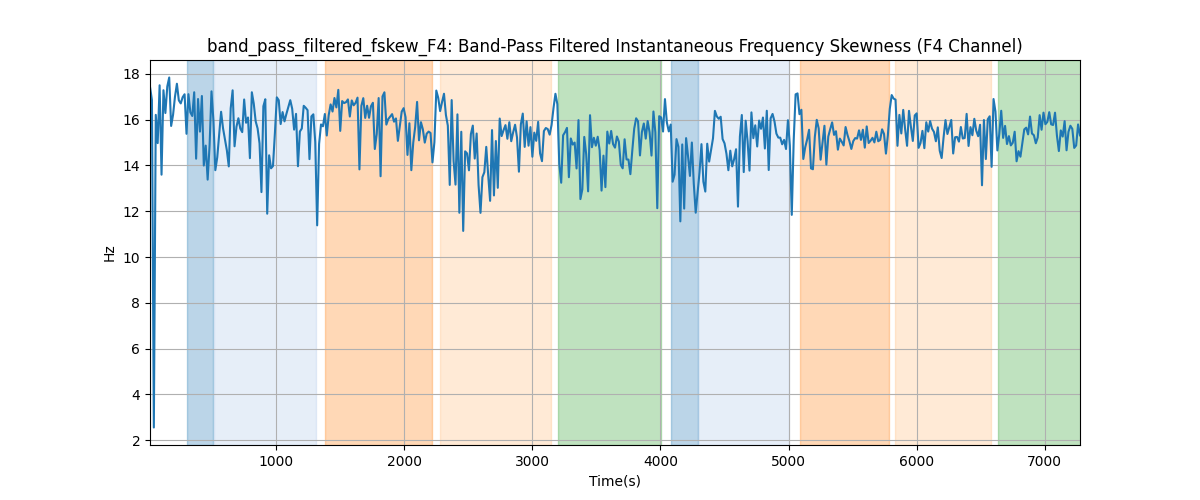 band_pass_filtered_fskew_F4: Band-Pass Filtered Instantaneous Frequency Skewness (F4 Channel)
18
16
14
12
10
8
6
4
2
Hz
1000 2000 3000 4000 5000 6000 7000
Time(s)